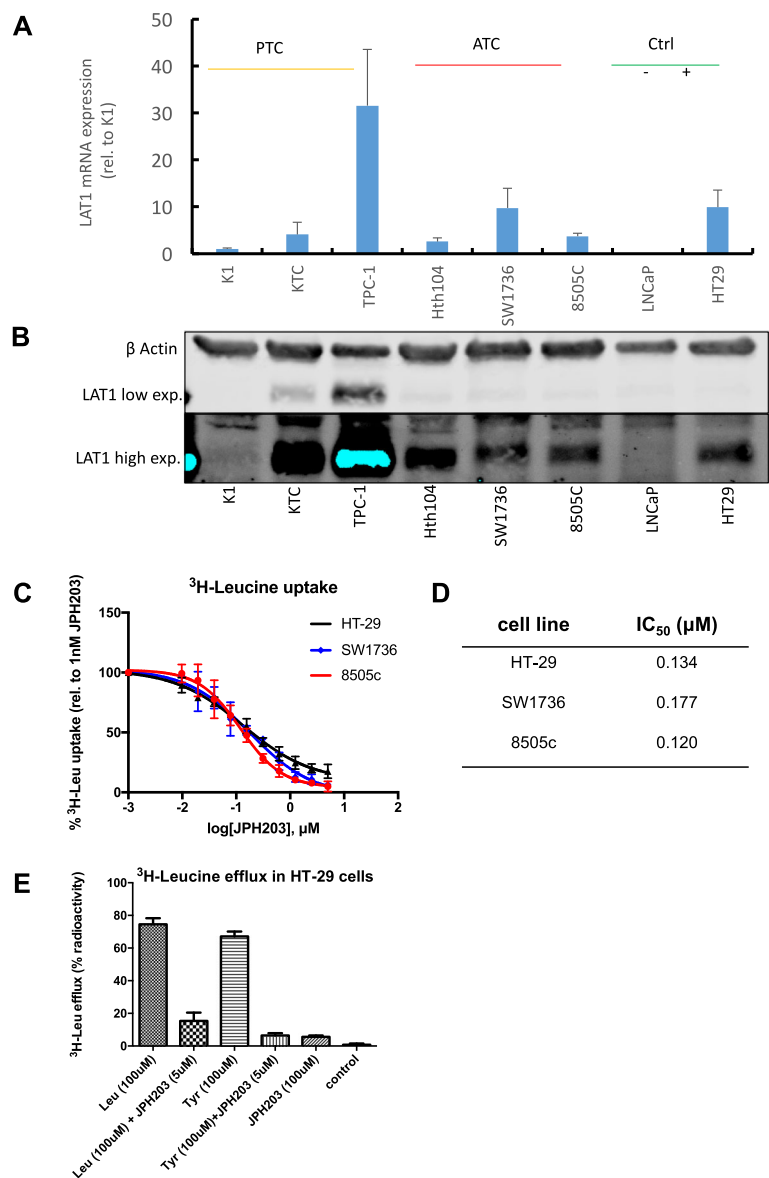 A
LAT1 mRNA expression
(rel. to K1)
50
40
30
20
10
0
PTC
ATC
Ctrl
- +
K1
KTC
TPC-1
Hth104
SW1736
8505C
LNCaP
HT29
B
β Actin
LAT1 low exp.
LAT1 high exp.
K1
KTC
TPC-1
Hth104
SW1736
8505C
LNCaP
HT29
C
³H-Leucine uptake
% ³H-Leu uptake (rel. to 1nM JPH203)
150
100
50
0
-3 -2 -1 0 1 2
log[JPH203], µM
HT-29
SW1736
8505c
D
cell line IC₅₀ (µM)
HT-29 0.134
SW1736 0.177
8505c 0.120
E
³H-Leucine efflux in HT-29 cells
³H-Leu efflux (% radioactivity)
100
80
60
40
20
0
Leu (100uM)
Leu (100uM) + JPH203 (5uM)
Tyr (100uM)
Tyr (100uM)+JPH203 (5uM)
JPH203 (100uM)
control